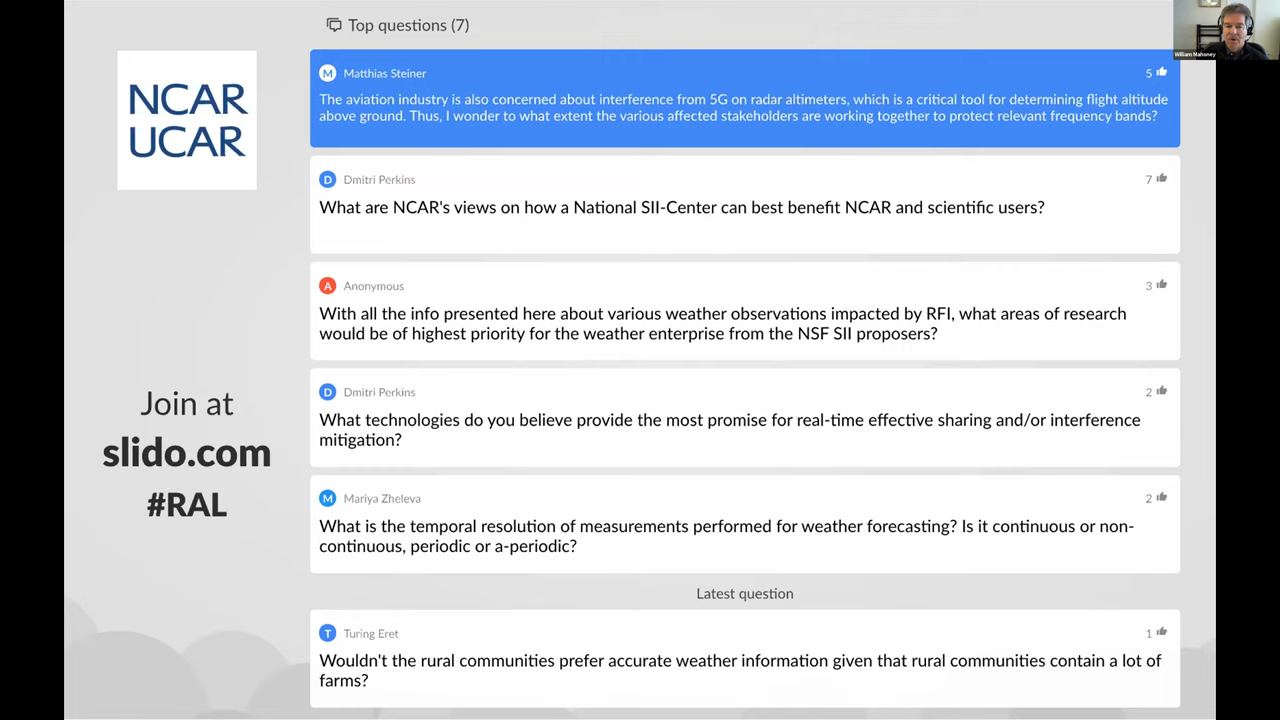 Top questions (7)
William Mahoney
NCAR
UCAR
M Matthias Steiner 5
The aviation industry is also concerned about interference from 5G on radar altimeters, which is a critical tool for determining flight altitude
above ground. Thus, I wonder to what extent the various affected stakeholders are working together to protect relevant frequency bands?
D Dmitri Perkins 7
What are NCAR's views on how a National SII-Center can best benefit NCAR and scientific users?
A Anonymous 3
With all the info presented here about various weather observations impacted by RFI, what areas of research
would be of highest priority for the weather enterprise from the NSF SII proposers?
D Dmitri Perkins 2
What technologies do you believe provide the most promise for real-time effective sharing and/or interference
mitigation?
Join at
slido.com
#RAL
M Mariya Zheleva 2
What is the temporal resolution of measurements performed for weather forecasting? Is it continuous or non-
continuous, periodic or a-periodic?
Latest question
T Turing Eret 1
Wouldn't the rural communities prefer accurate weather information given that rural communities contain a lot of
farms?